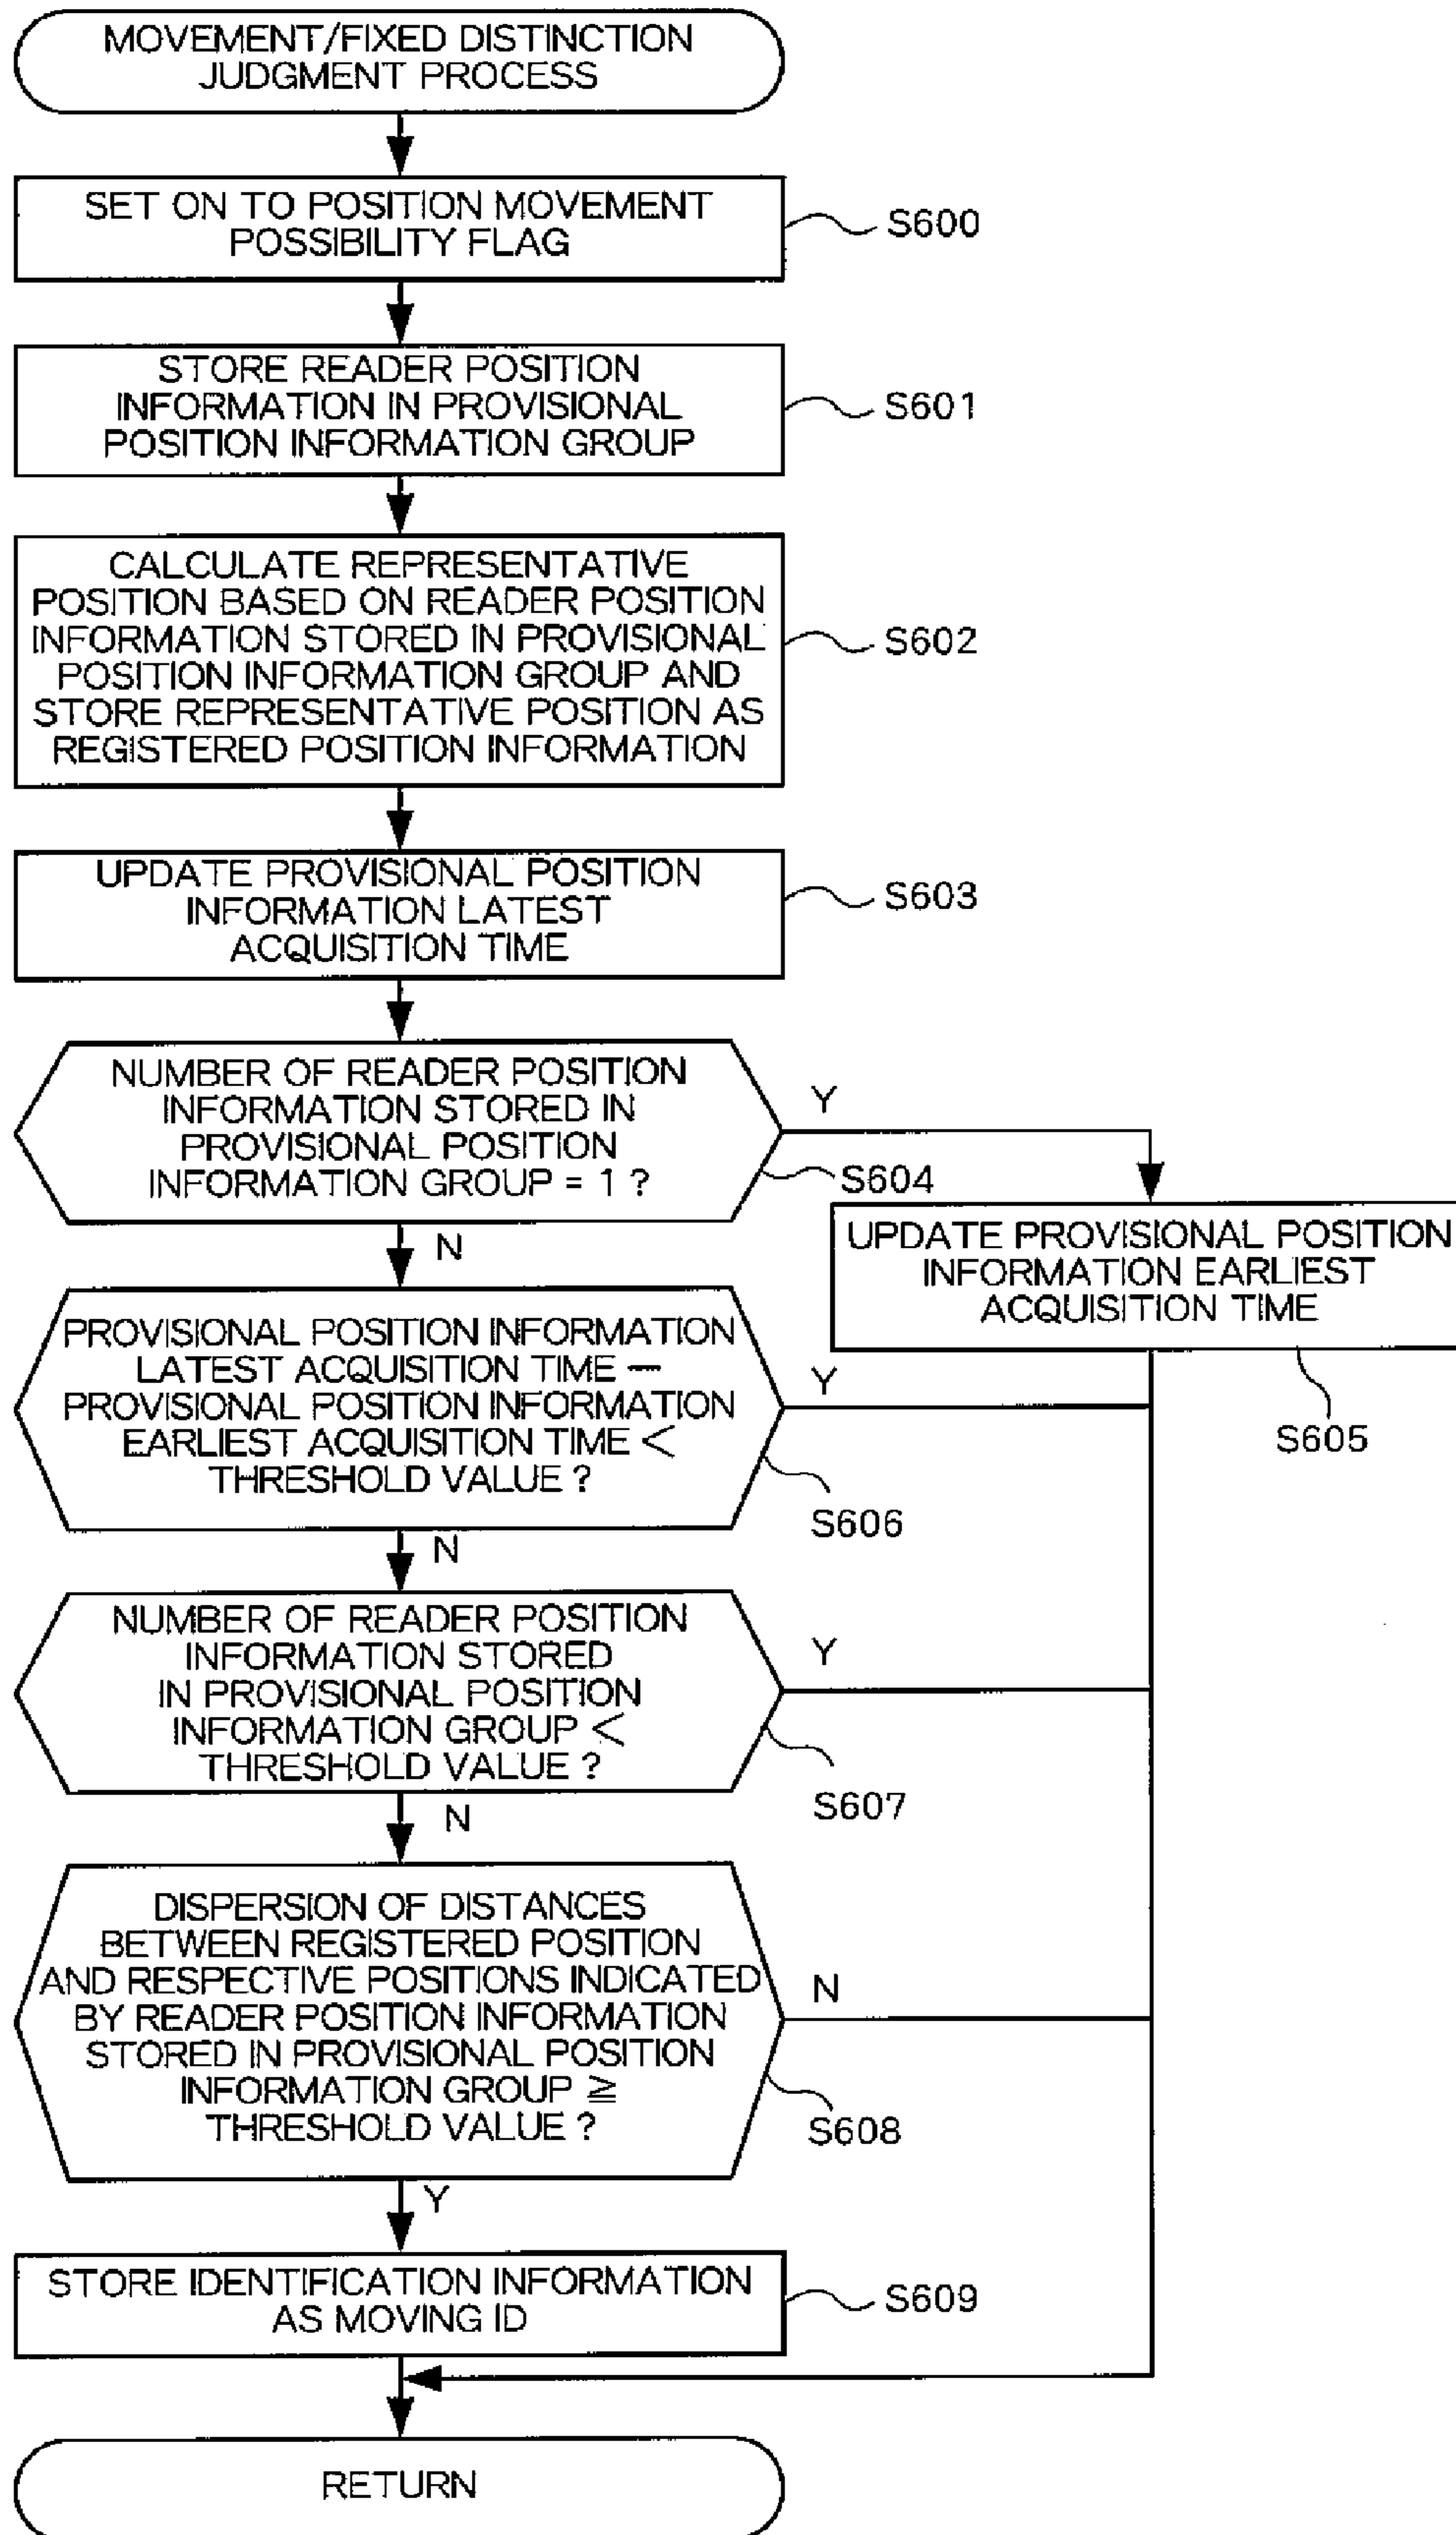 MOVEMENT/FIXED DISTINCTION
JUDGMENT PROCESS
SET ON TO POSITION MOVEMENT
POSSIBILITY FLAG
S600
STORE READER POSITION
INFORMATION IN PROVISIONAL
POSITION INFORMATION GROUP
S601
CALCULATE REPRESENTATIVE
POSITION BASED ON READER POSITION
INFORMATION STORED IN PROVISIONAL
POSITION INFORMATION GROUP AND
STORE REPRESENTATIVE POSITION AS
REGISTERED POSITION INFORMATION
S602
UPDATE PROVISIONAL POSITION
INFORMATION LATEST
ACQUISITION TIME
S603
NUMBER OF READER POSITION
INFORMATION STORED IN
PROVISIONAL POSITION
INFORMATION GROUP = 1 ?
Y
S604
N
UPDATE PROVISIONAL POSITION
INFORMATION EARLIEST
ACQUISITION TIME
S605
PROVISIONAL POSITION INFORMATION
LATEST ACQUISITION TIME —
PROVISIONAL POSITION INFORMATION
EARLIEST ACQUISITION TIME <
THRESHOLD VALUE ?
Y
S606
N
NUMBER OF READER POSITION
INFORMATION STORED
IN PROVISIONAL POSITION
INFORMATION GROUP <
THRESHOLD VALUE ?
Y
S607
N
DISPERSION OF DISTANCES
BETWEEN REGISTERED POSITION
AND RESPECTIVE POSITIONS INDICATED
BY READER POSITION INFORMATION
STORED IN PROVISIONAL POSITION
INFORMATION GROUP ≧
THRESHOLD VALUE ?
N
S608
Y
STORE IDENTIFICATION INFORMATION
AS MOVING ID
S609
RETURN